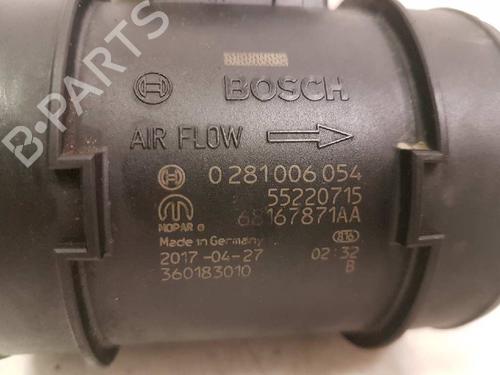 BOSCH
AIR FLOW
0 281 006 054
55220715
68167871AA
MOPAR ®
Made in Germany
2017-04-27 02:32
360183010 B
B-PARTS